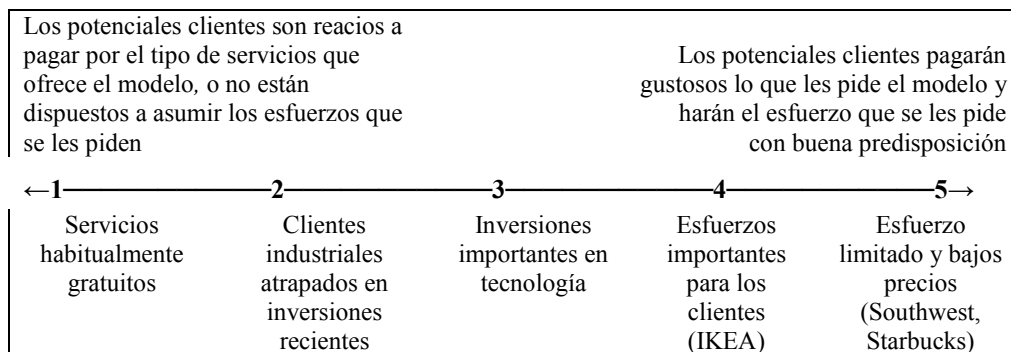 Los potenciales clientes son reacios a
pagar por el tipo de servicios que
ofrece el modelo, o no están
dispuestos a asumir los esfuerzos que
se les piden
Los potenciales clientes pagarán
gustosos lo que les pide el modelo y
harán el esfuerzo que se les pide
con buena predisposición
←1 2 3 4 5→
Servicios
habitualmente
gratuitos
Clientes
industriales
atrapados en
inversiones
recientes
Inversiones
importantes en
tecnología
Esfuerzos
importantes
para los
clientes
(IKEA)
Esfuerzo
limitado y bajos
precios
(Southwest,
Starbucks)